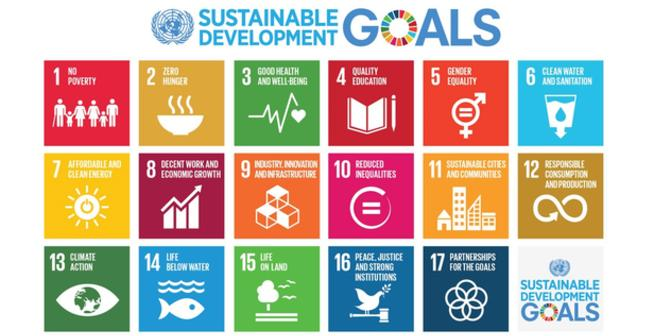 SUSTAINABLE
DEVELOPMENT
GOALS
1 NO
POVERTY
2 ZERO
HUNGER
3 GOOD HEALTH
AND WELL-BEING
4 QUALITY
EDUCATION
5 GENDER
EQUALITY
6 CLEAN WATER
AND SANITATION
7 AFFORDABLE AND
CLEAN ENERGY
8 DECENT WORK AND
ECONOMIC GROWTH
9 INDUSTRY, INNOVATION
AND INFRASTRUCTURE
10 REDUCED
INEQUALITIES
11 SUSTAINABLE CITIES
AND COMMUNITIES
12 RESPONSIBLE
CONSUMPTION
AND PRODUCTION
13 CLIMATE
ACTION
14 LIFE
BELOW WATER
15 LIFE
ON LAND
16 PEACE, JUSTICE
AND STRONG
INSTITUTIONS
17 PARTNERSHIPS
FOR THE GOALS
SUSTAINABLE
DEVELOPMENT
GOALS